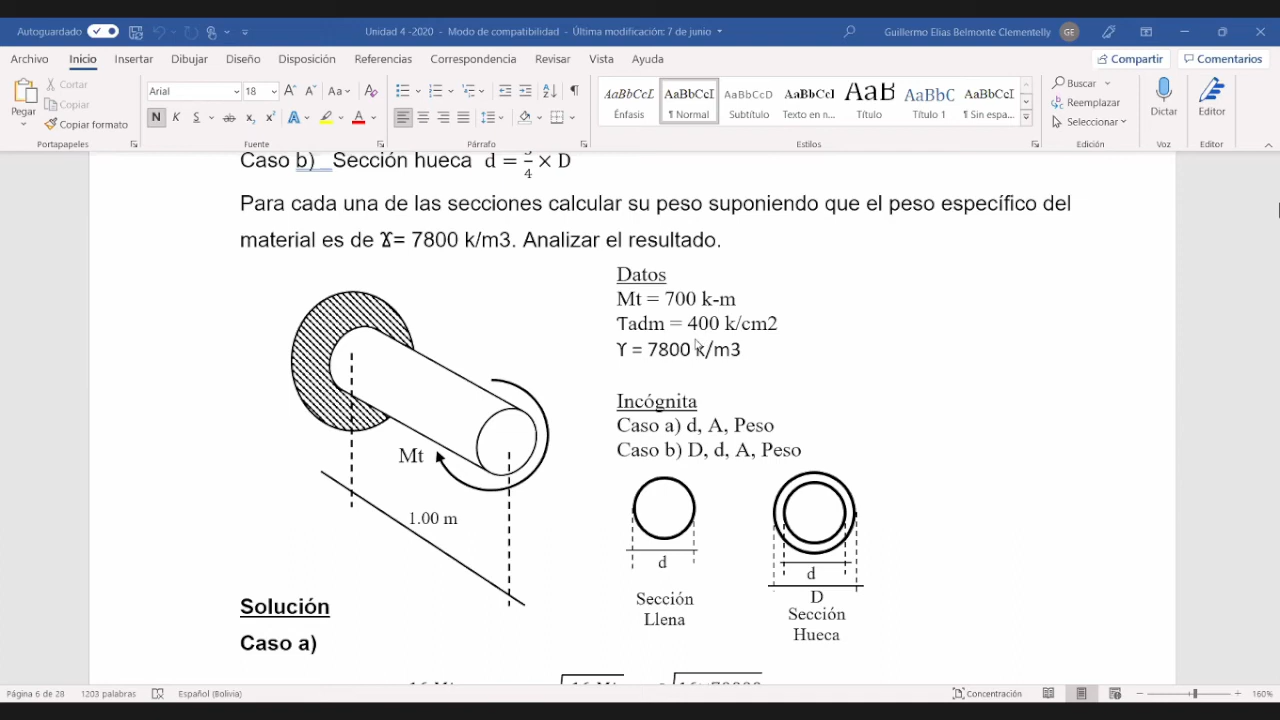 Autoguardado
Unidad 4 -2020 - Modo de compatibilidad - Última modificación: 7 de junio
Guillermo Elias Belmonte Clementelly
GE
Archivo Inicio Insertar Dibujar Diseño Disposición Referencias Correspondencia Revisar Vista Ayuda
Compartir
Comentarios
Pegar
Cortar
Copiar
Copiar formato
Portapapeles
Arial
18
Aa
N K S ab x₂ x²
Fuente
Párrafo
AaBbCcL AaBbCcI AaBbCcD AaBbCcI AaB AaBbC AaBbCcI
Énfasis
¶ Normal
Subtítulo
Texto en n...
Título
Título 1
¶ Sin espa...
Estilos
Buscar
Reemplazar
Seleccionar
Edición
Dictar
Voz
Editor
Editor
Caso b) Sección hueca d = 3/4 × D
Para cada una de las secciones calcular su peso suponiendo que el peso específico del
material es de ϒ= 7800 k/m3. Analizar el resultado.
Datos
Mt = 700 k-m
Ƭadm = 400 k/cm2
ϒ = 7800 k/m3
Incógnita
Caso a) d, A, Peso
Caso b) D, d, A, Peso
Mt
1.00 m
d
Sección
Llena
d
D
Sección
Hueca
Solución
Caso a)
Página 6 de 28
1203 palabras
Español (Bolivia)
Concentración
160%